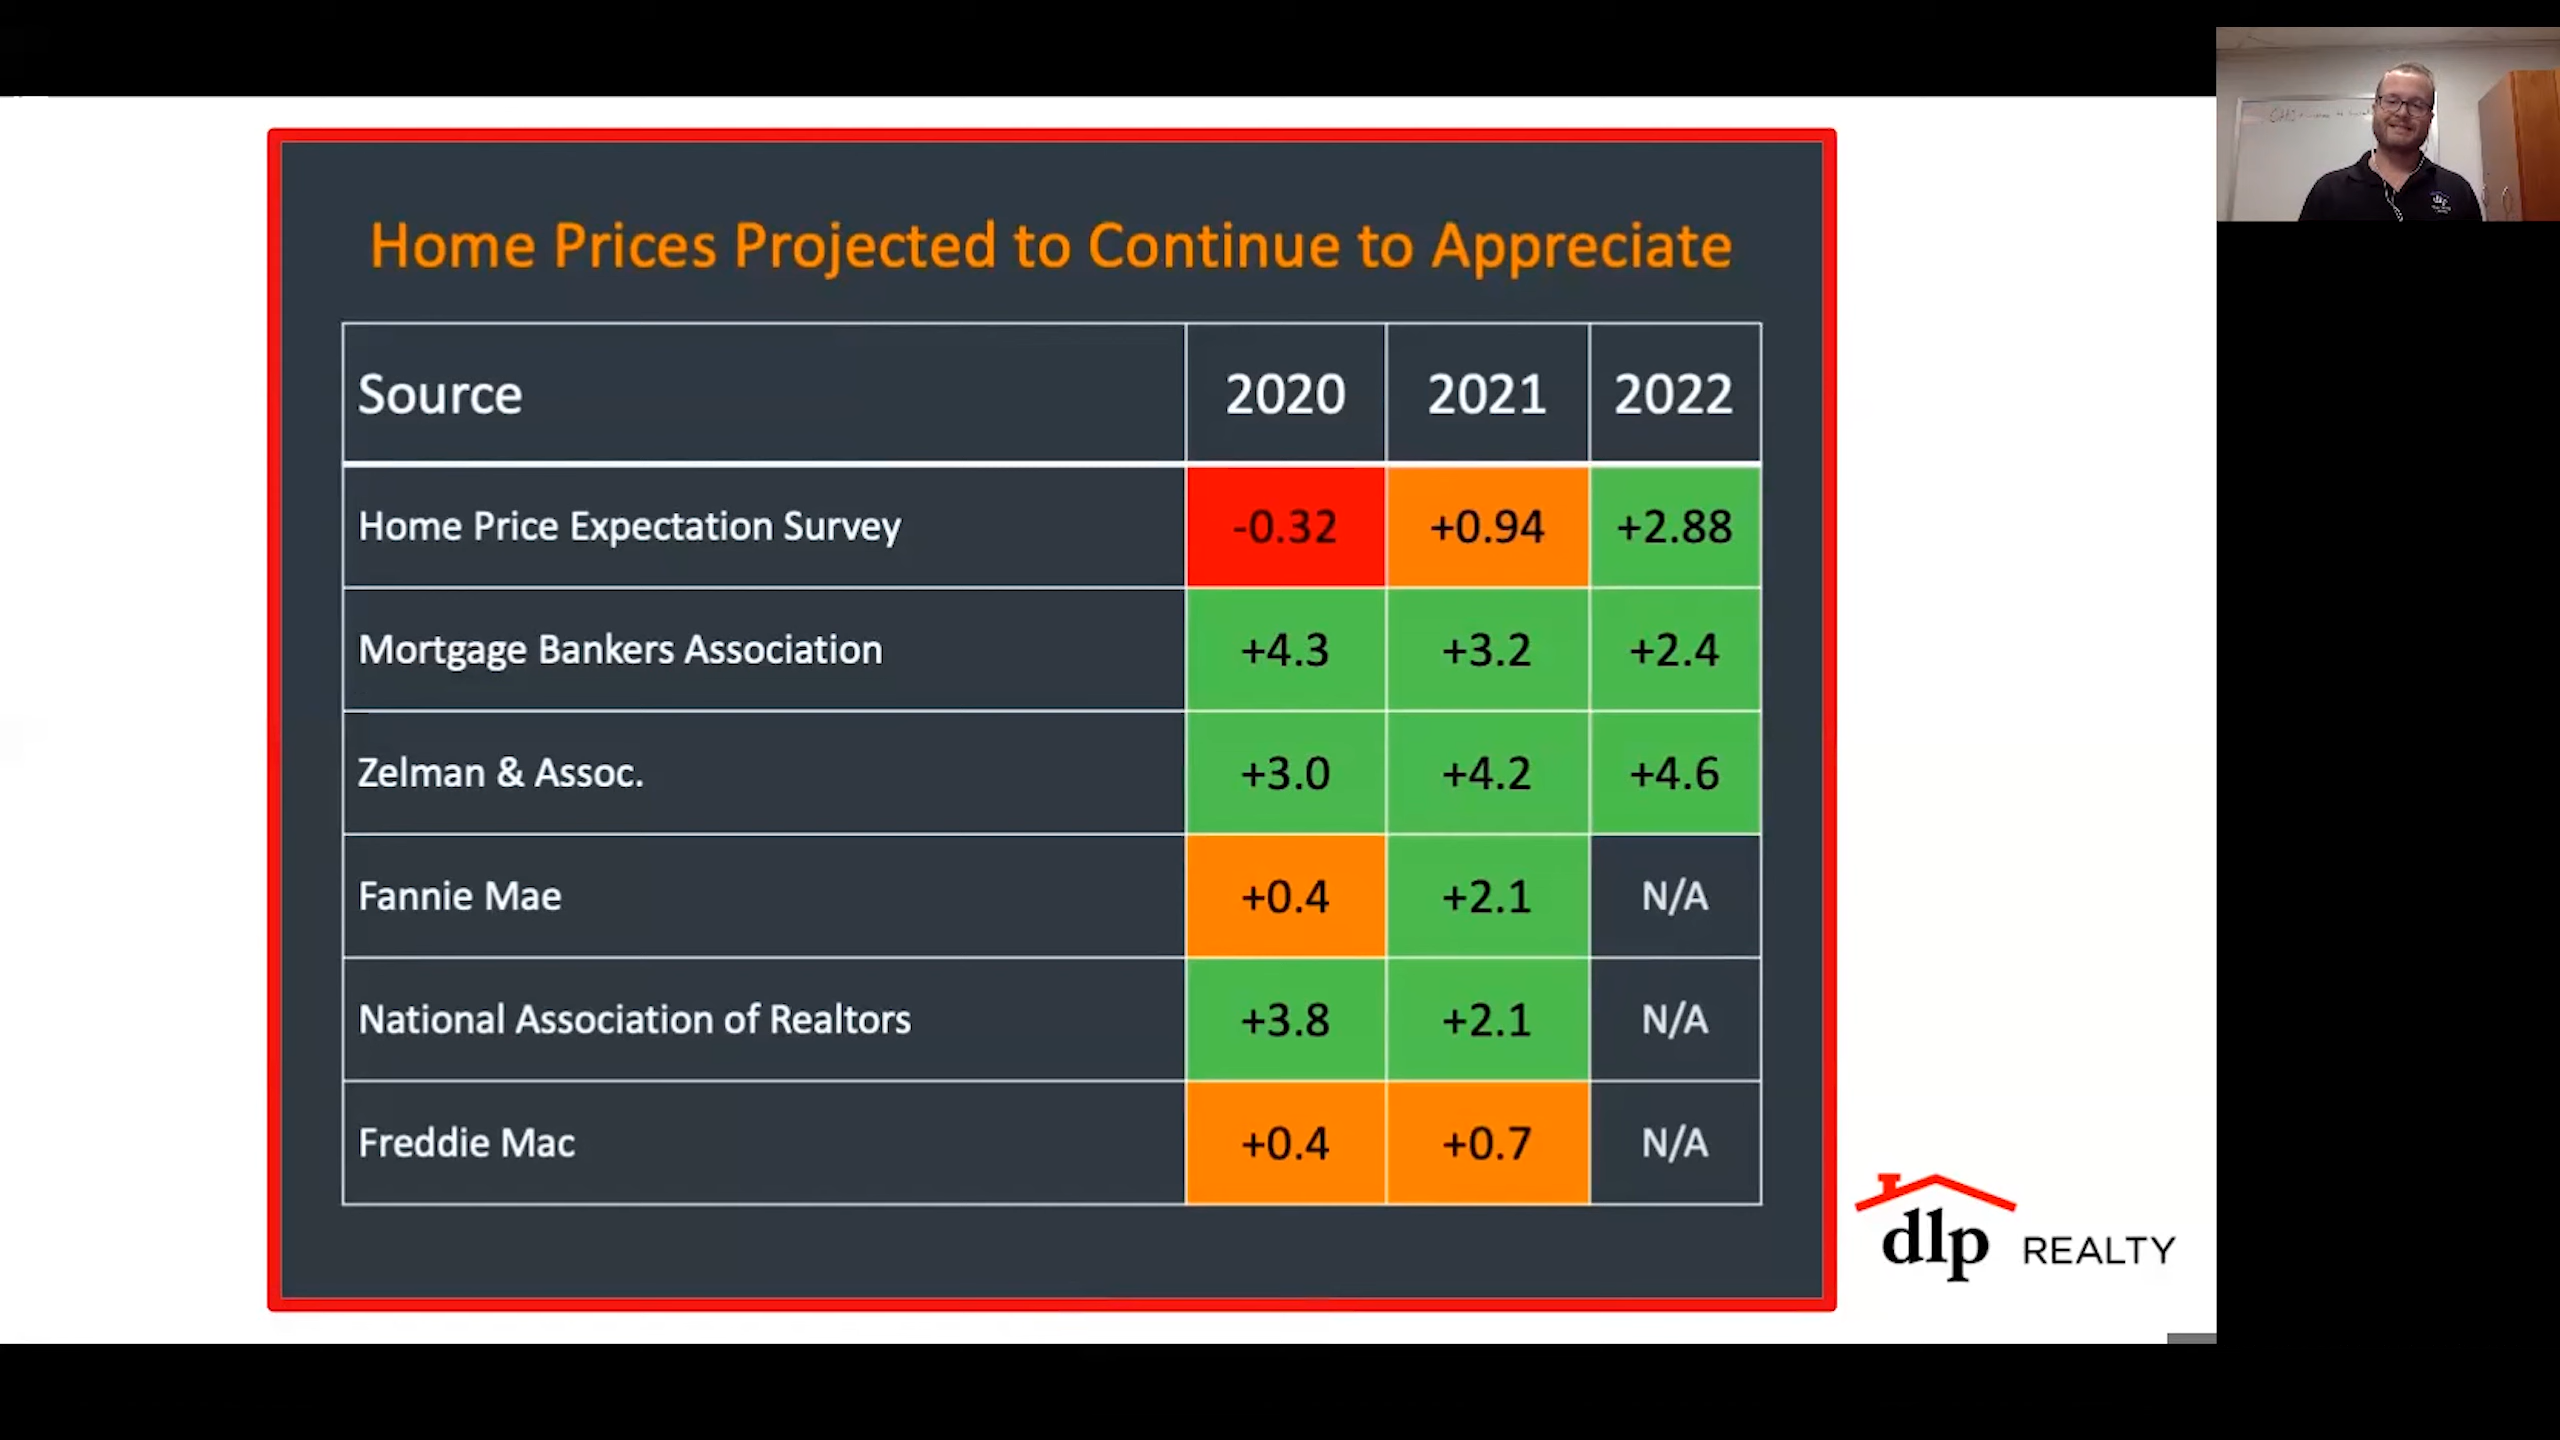 Home Prices Projected to Continue to Appreciate
Source 2020 2021 2022
Home Price Expectation Survey -0.32 +0.94 +2.88
Mortgage Bankers Association +4.3 +3.2 +2.4
Zelman & Assoc. +3.0 +4.2 +4.6
Fannie Mae +0.4 +2.1 N/A
National Association of Realtors +3.8 +2.1 N/A
Freddie Mac +0.4 +0.7 N/A
dlp REALTY
dlp